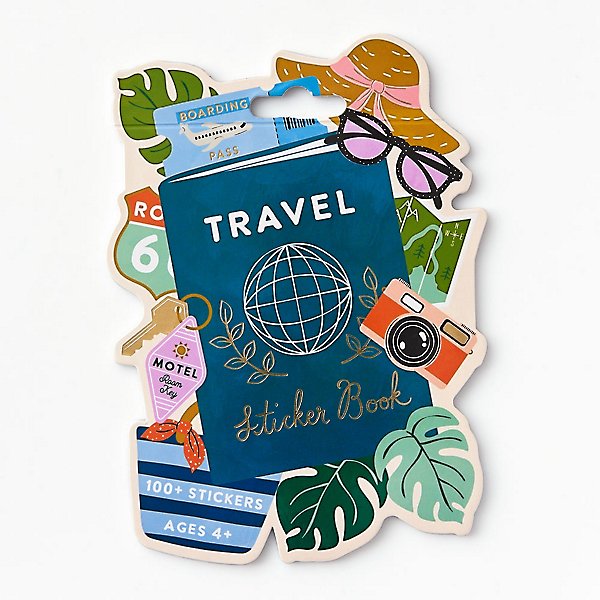 BOARDING
PASS
TRAVEL
N
W E
S
RO
6
MOTEL
Room
Key
Sticker Book
100+ STICKERS
AGES 4+